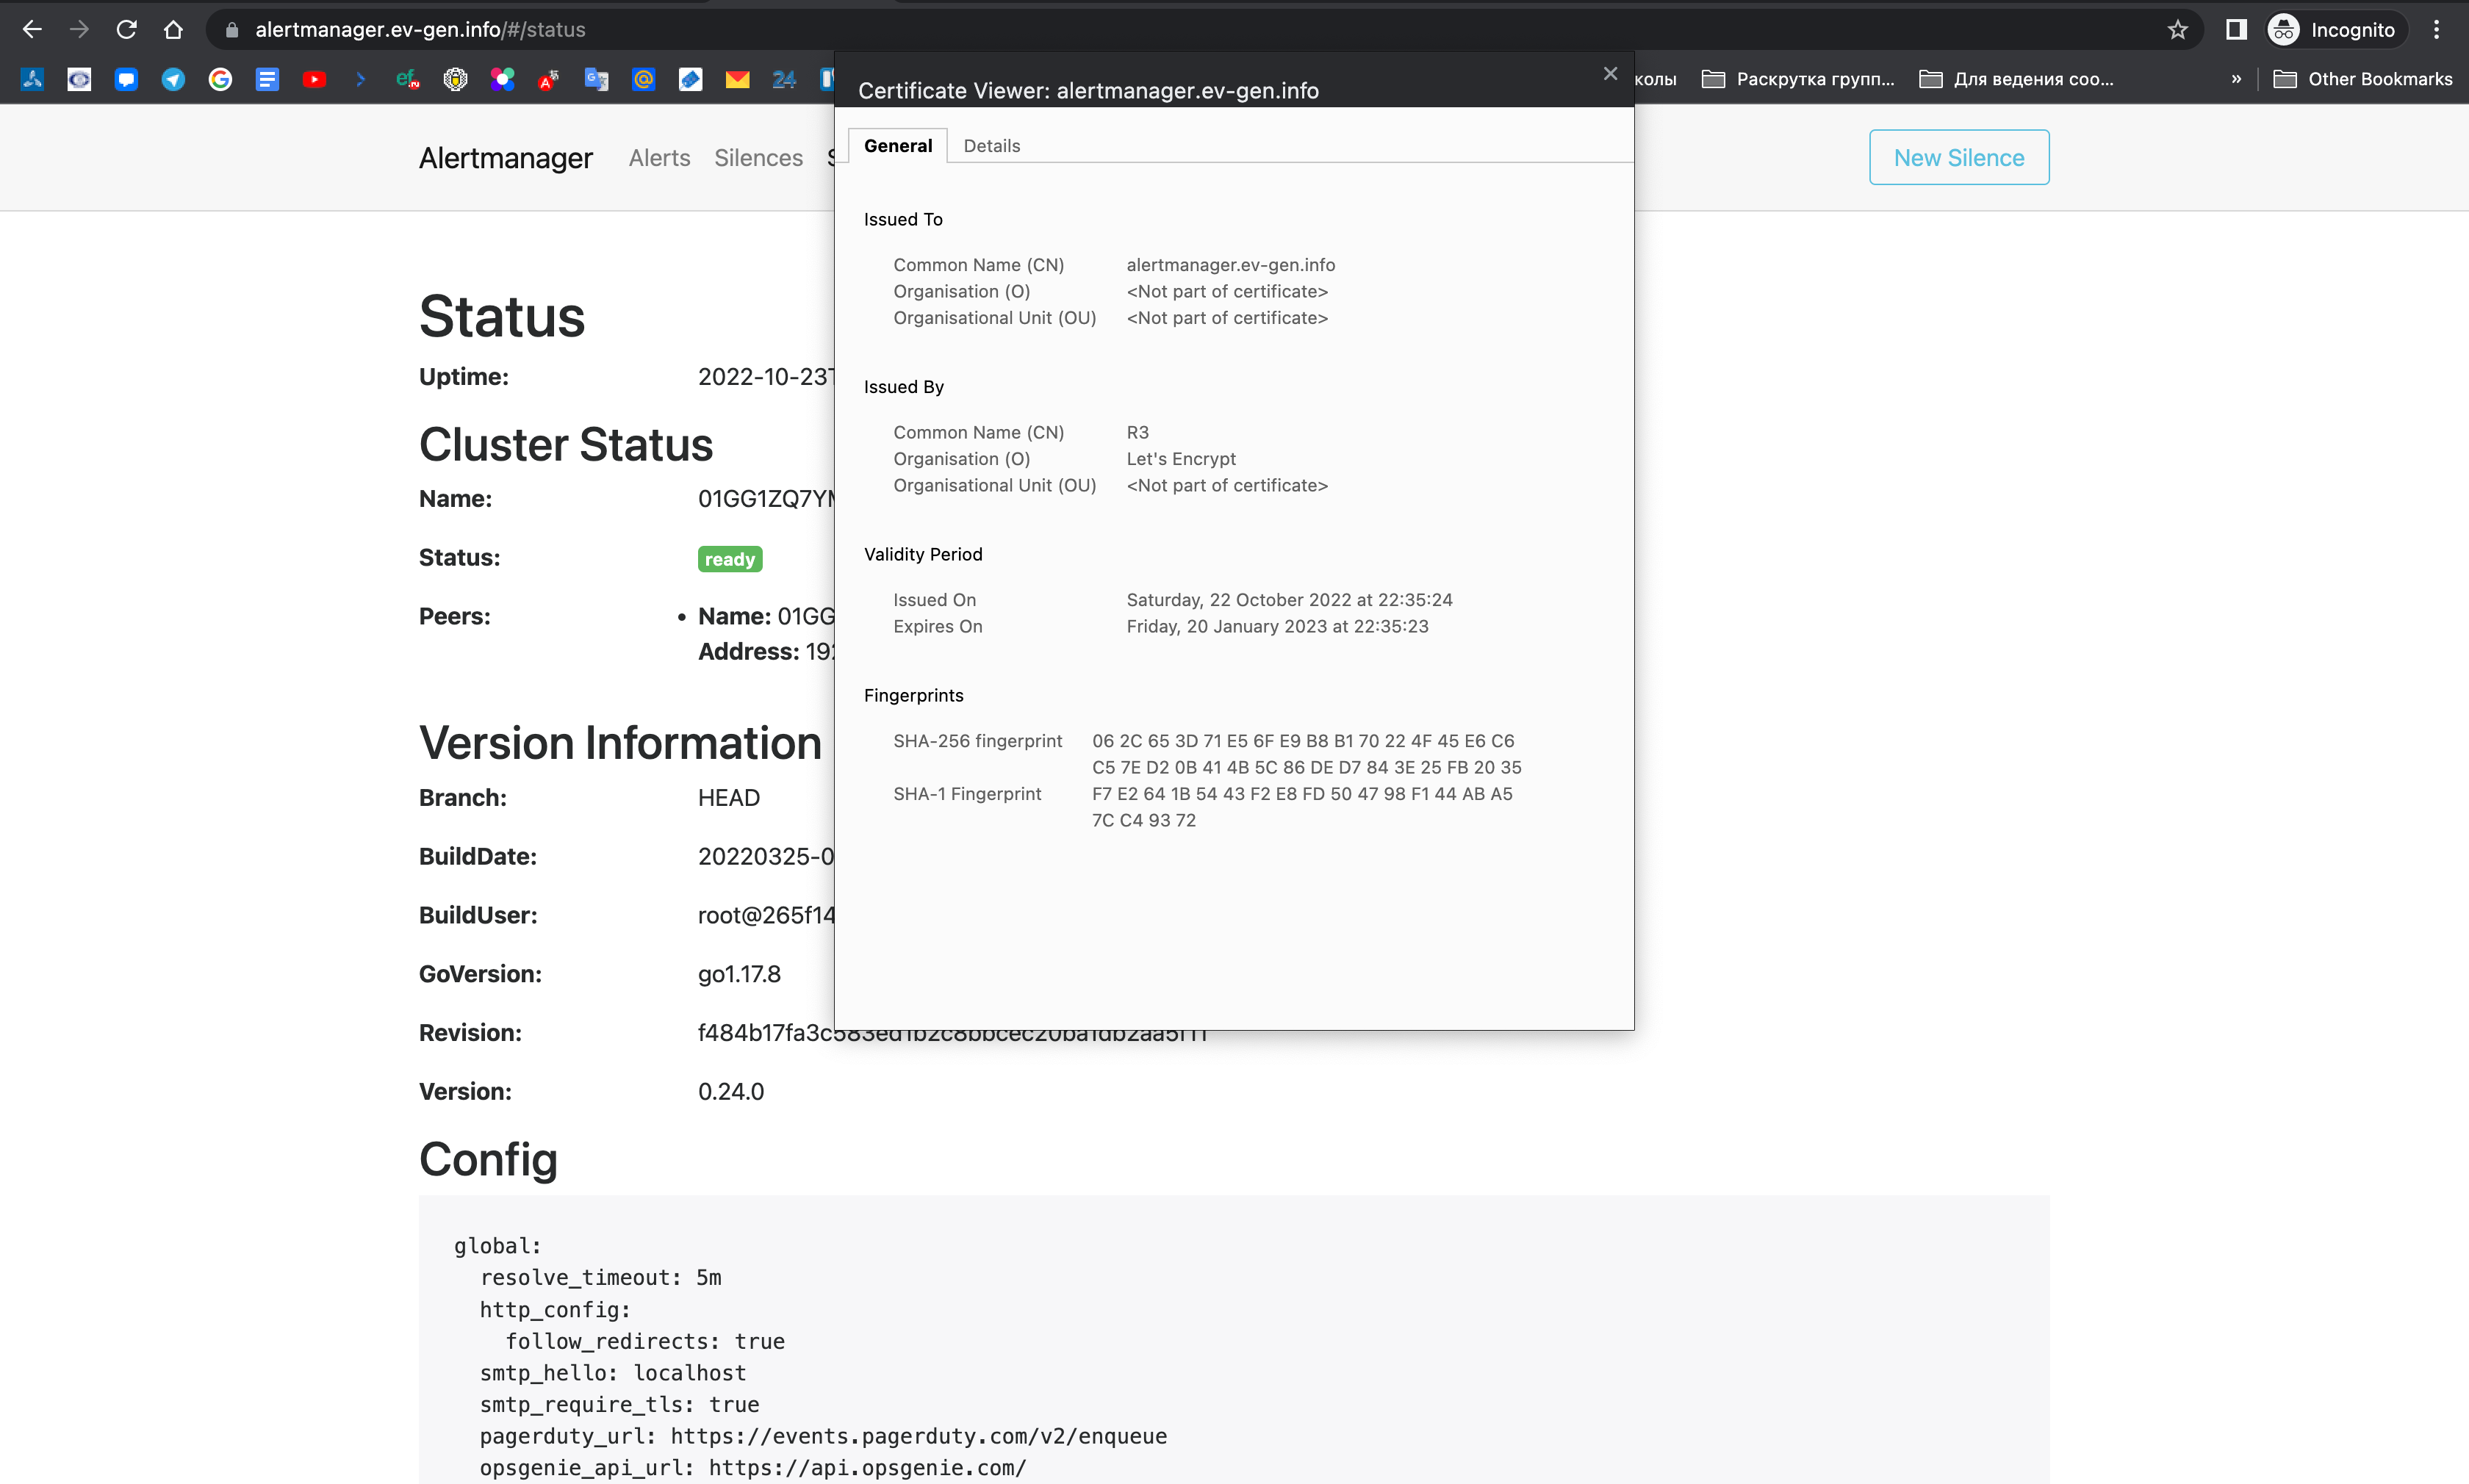 alertmanager.ev-gen.info/#/status
Incognito
24
колы
Раскрутка групп...
Для ведения соо...
»
Other Bookmarks
Certificate Viewer: alertmanager.ev-gen.info
General
Details
Alertmanager
Alerts
Silences
New Silence
Issued To
Common Name (CN) alertmanager.ev-gen.info
Organisation (O) <Not part of certificate>
Organisational Unit (OU) <Not part of certificate>
Issued By
Common Name (CN) R3
Organisation (O) Let's Encrypt
Organisational Unit (OU) <Not part of certificate>
Validity Period
Issued On Saturday, 22 October 2022 at 22:35:24
Expires On Friday, 20 January 2023 at 22:35:23
Fingerprints
SHA-256 fingerprint 06 2C 65 3D 71 E5 6F E9 B8 B1 70 22 4F 45 E6 C6
C5 7E D2 0B 41 4B 5C 86 DE D7 84 3E 25 FB 20 35
SHA-1 Fingerprint F7 E2 64 1B 54 43 F2 E8 FD 50 47 98 F1 44 AB A5
7C C4 93 72
Status
Uptime: 2022-10-23
Cluster Status
Name: 01GG1ZQ7Y
Status: ready
Peers:
• Name: 01GG
Address: 192
Version Information
Branch: HEAD
BuildDate: 20220325-0
BuildUser: root@265f14
GoVersion: go1.17.8
Revision:
Version: 0.24.0
Config
global:
resolve_timeout: 5m
http_config:
follow_redirects: true
smtp_hello: localhost
smtp_require_tls: true
pagerduty_url: https://events.pagerduty.com/v2/enqueue
opsgenie_api_url: https://api.opsgenie.com/